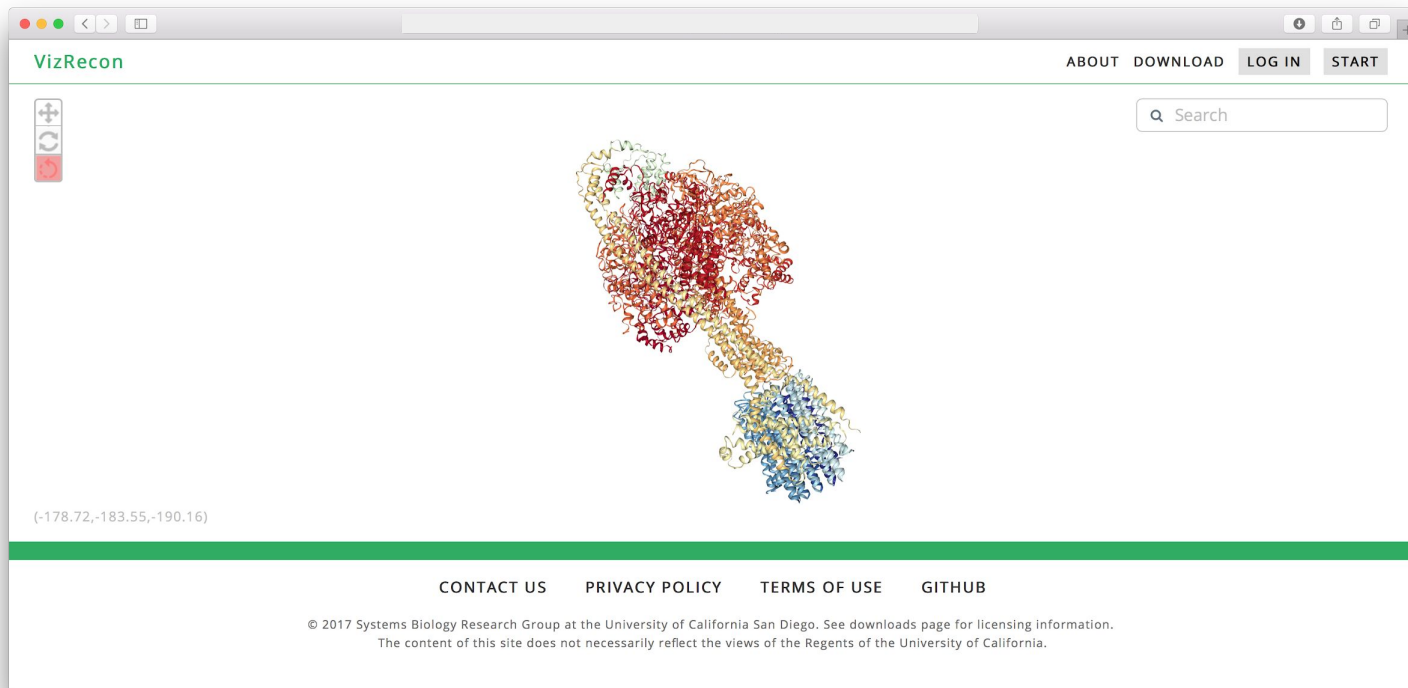 VizRecon
ABOUT DOWNLOAD LOG IN START
Search
(-178.72,-183.55,-190.16)
CONTACT US PRIVACY POLICY TERMS OF USE GITHUB
© 2017 Systems Biology Research Group at the University of California San Diego. See downloads page for licensing information.
The content of this site does not necessarily reflect the views of the Regents of the University of California.